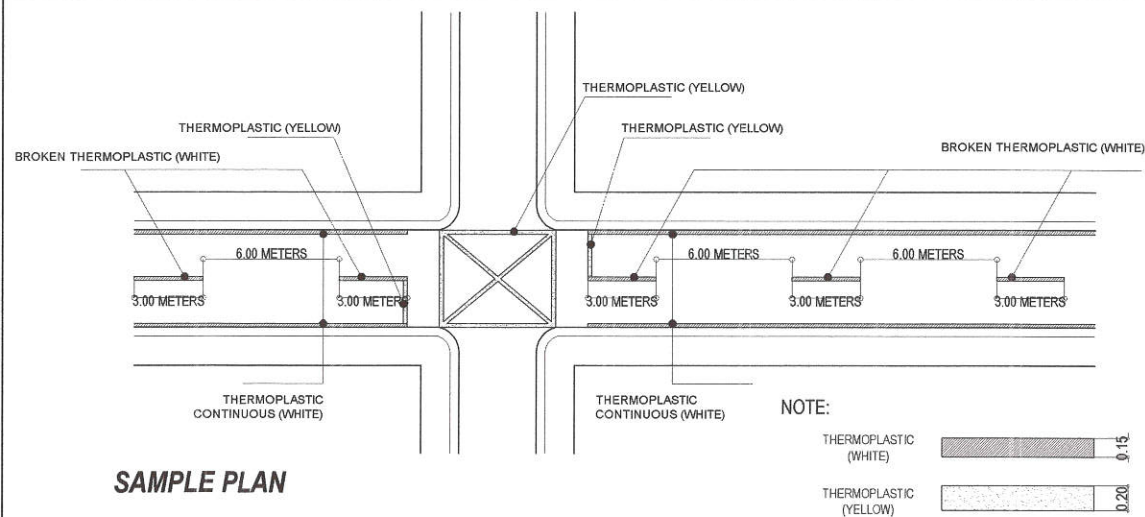 THERMOPLASTIC (YELLOW)
THERMOPLASTIC (YELLOW)
THERMOPLASTIC (YELLOW)
BROKEN THERMOPLASTIC (WHITE)
BROKEN THERMOPLASTIC (WHITE)
6.00 METERS
6.00 METERS
6.00 METERS
3.00 METERS
3.00 METERS
3.00 METERS
3.00 METERS
3.00 METERS
THERMOPLASTIC
CONTINUOUS (WHITE)
THERMOPLASTIC
CONTINUOUS (WHITE)
NOTE:
THERMOPLASTIC
(WHITE)
0.15
SAMPLE PLAN
THERMOPLASTIC
(YELLOW)
0.20